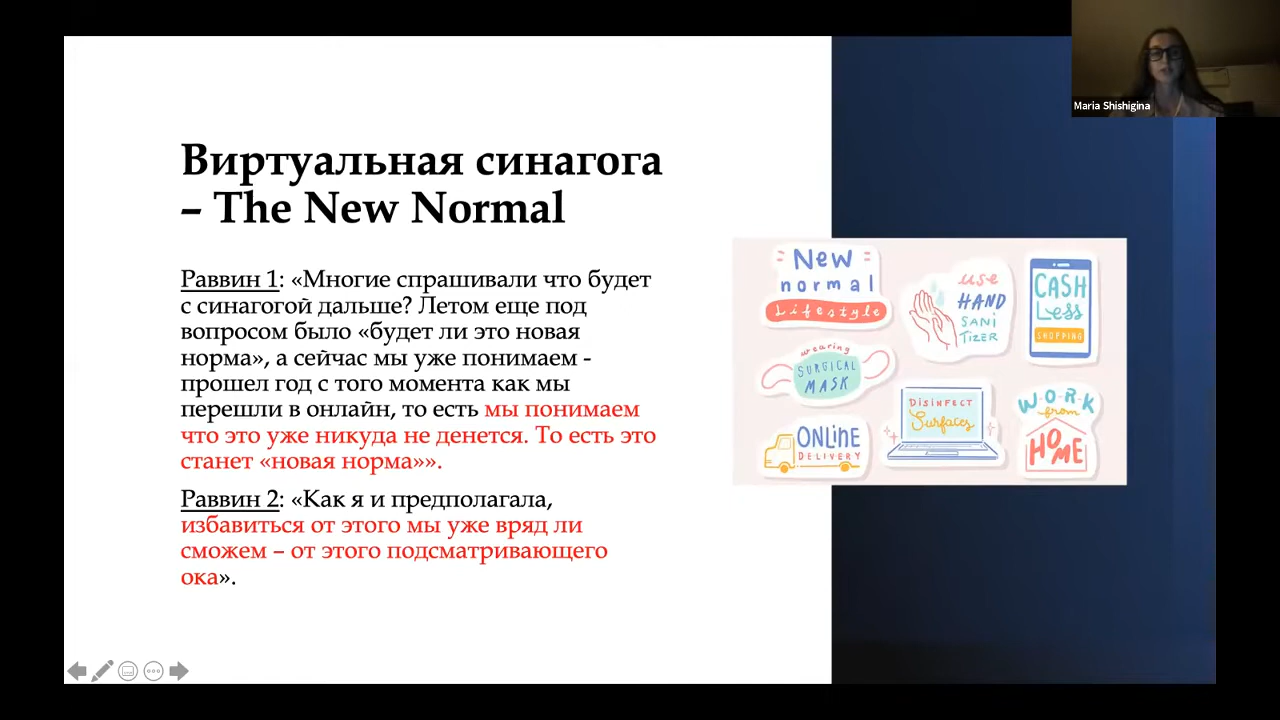 Maria Shishigina
Виртуальная синагога
– The New Normal
Раввин 1: «Многие спрашивали что будет
с синагогой дальше? Летом еще под
вопросом было «будет ли это новая
норма», а сейчас мы уже понимаем -
прошел год с того момента как мы
перешли в онлайн, то есть мы понимаем
что это уже никуда не денется. То есть это
станет «новая норма»».
Раввин 2: «Как я и предполагала,
избавиться от этого мы уже вряд ли
сможем – от этого подсматривающего
ока».
New
normal
Lifestyle
use
HAND
SANI
TIZER
CASH
Less
SHOPPING
wearing
SURGICAL
MASK
DISINFECT
Surfaces
WORK
from
HOME
ONLINE
DELIVERY